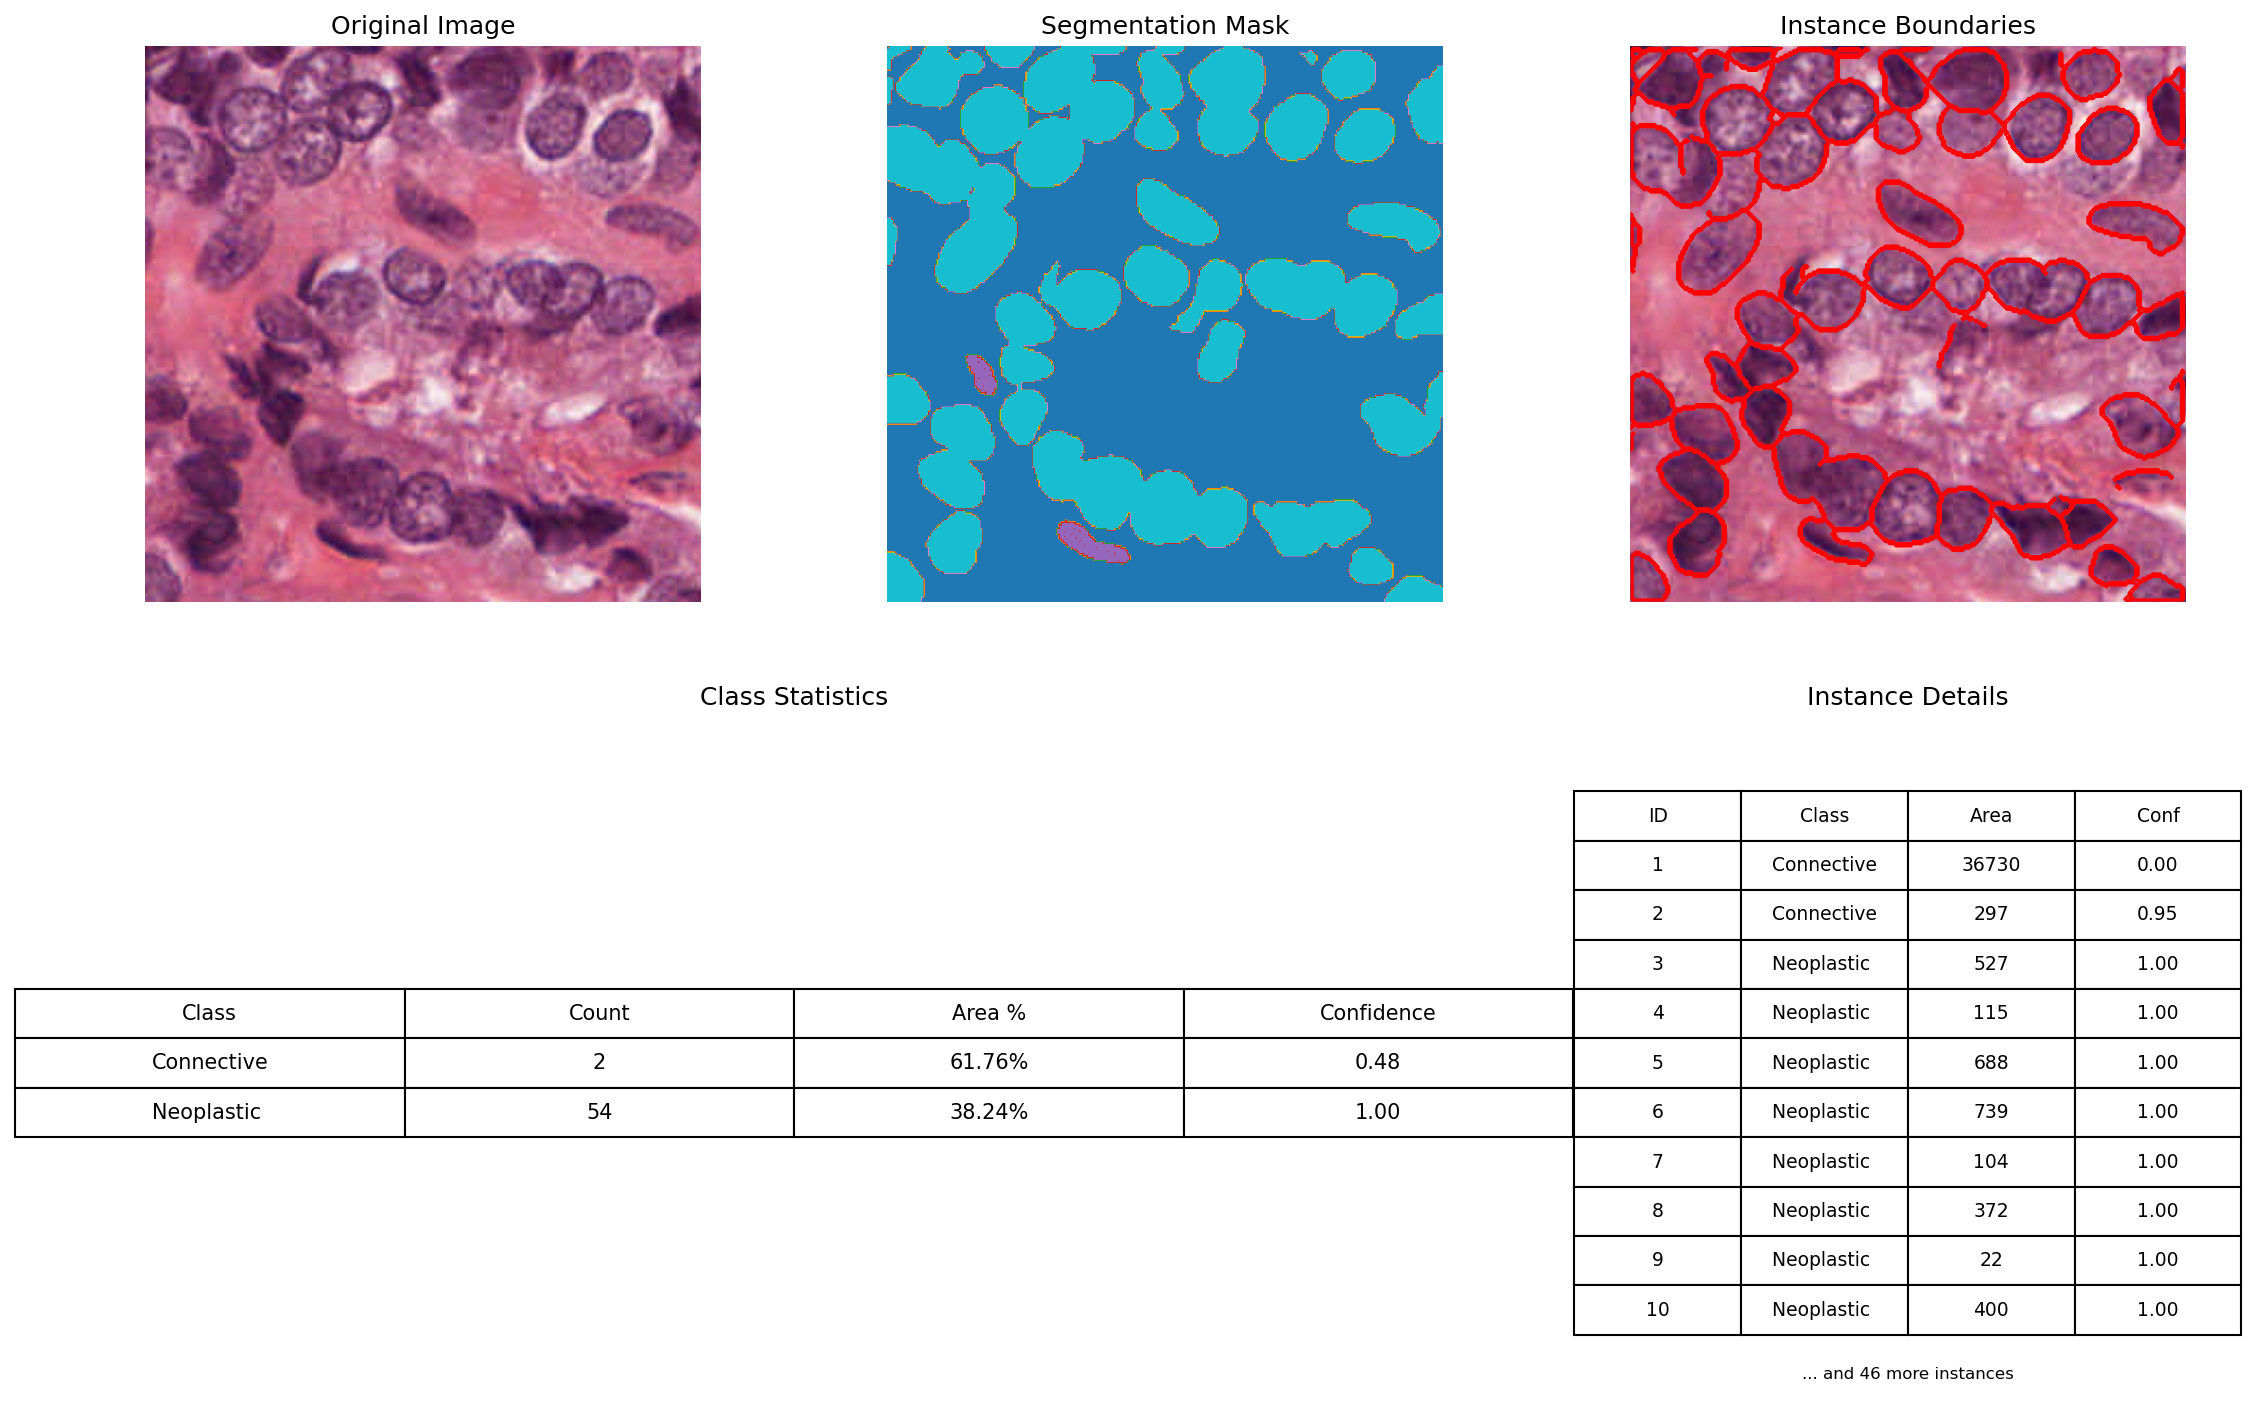 Original Image
Segmentation Mask
Instance Boundaries
Class Statistics
Class Count Area % Confidence
Connective 2 61.76% 0.48
Neoplastic 54 38.24% 1.00
Instance Details
ID Class Area Conf
1 Connective 36730 0.00
2 Connective 297 0.95
3 Neoplastic 527 1.00
4 Neoplastic 115 1.00
5 Neoplastic 688 1.00
6 Neoplastic 739 1.00
7 Neoplastic 104 1.00
8 Neoplastic 372 1.00
9 Neoplastic 22 1.00
10 Neoplastic 400 1.00
... and 46 more instances